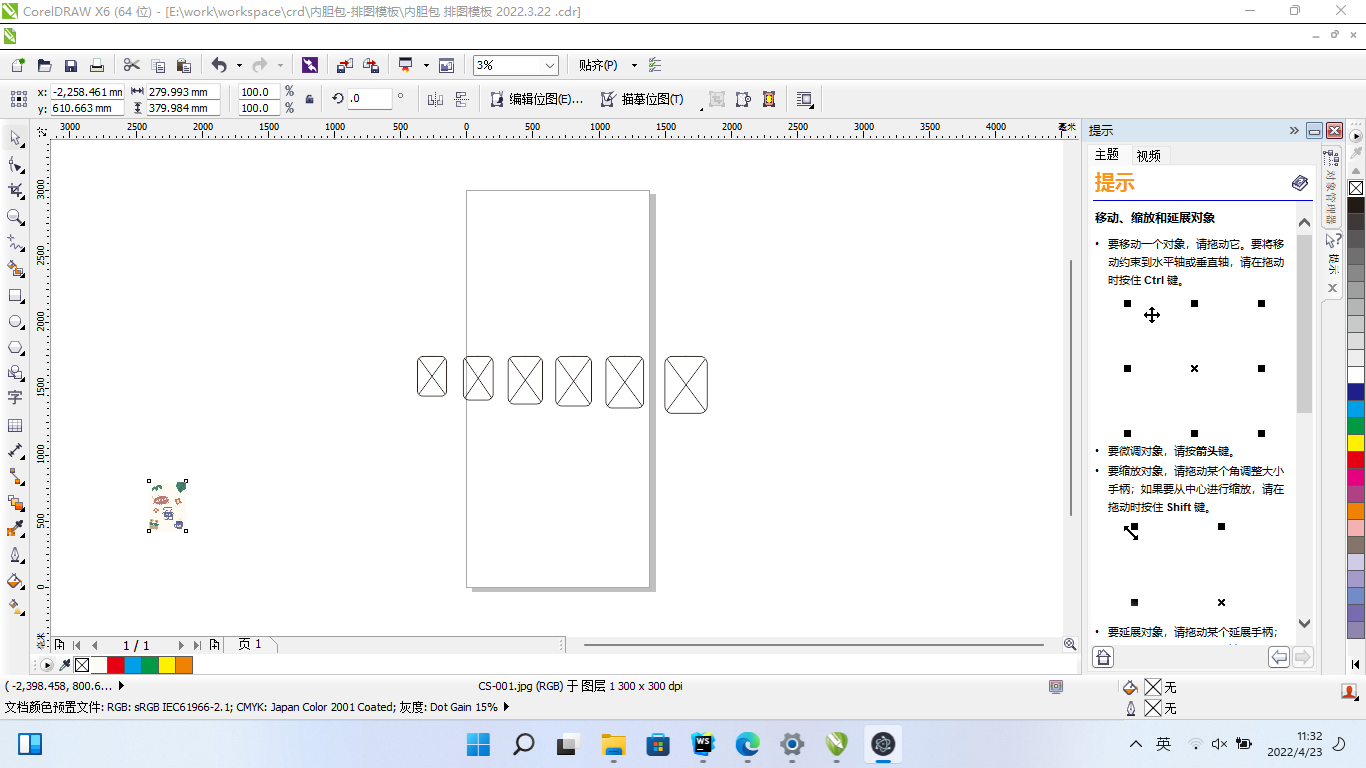 CorelDRAW X6 (64 位) - [E:\work\workspace\crd\内胆包-排图模板\内胆包 排图模板 2022.3.22 .cdr]
3%
贴齐(P)
x: -2,258.461 mm
279.993 mm
100.0 %
y: 610.663 mm
379.984 mm
100.0 %
.0 °
编辑位图(E)...
描摹位图(T)
3000 2500 2000 1500 1000 500 0 500 1000 1500 2000 2500 3000 3500 4000 毫米
3000
2500
2000
1500
1000
500
0
提示
主题
视频
提示
移动、缩放和延展对象
• 要移动一个对象，请拖动它。要将移
动约束到水平轴或垂直轴，请在拖动
时按住 Ctrl 键。
• 要微调对象，请按箭头键。
• 要缩放对象，请拖动某个角调整大小
手柄；如果要从中心进行缩放，请在
拖动时按住 Shift 键。
• 要延展对象，请拖动某个延展手柄；
对象管理器
提示
字
1 / 1
页 1
( -2,398.458, 800.6...
CS-001.jpg (RGB) 于 图层 1 300 x 300 dpi
无
文档颜色预置文件: RGB: sRGB IEC61966-2.1; CMYK: Japan Color 2001 Coated; 灰度: Dot Gain 15%
无
WS
英
11:32
2022/4/23